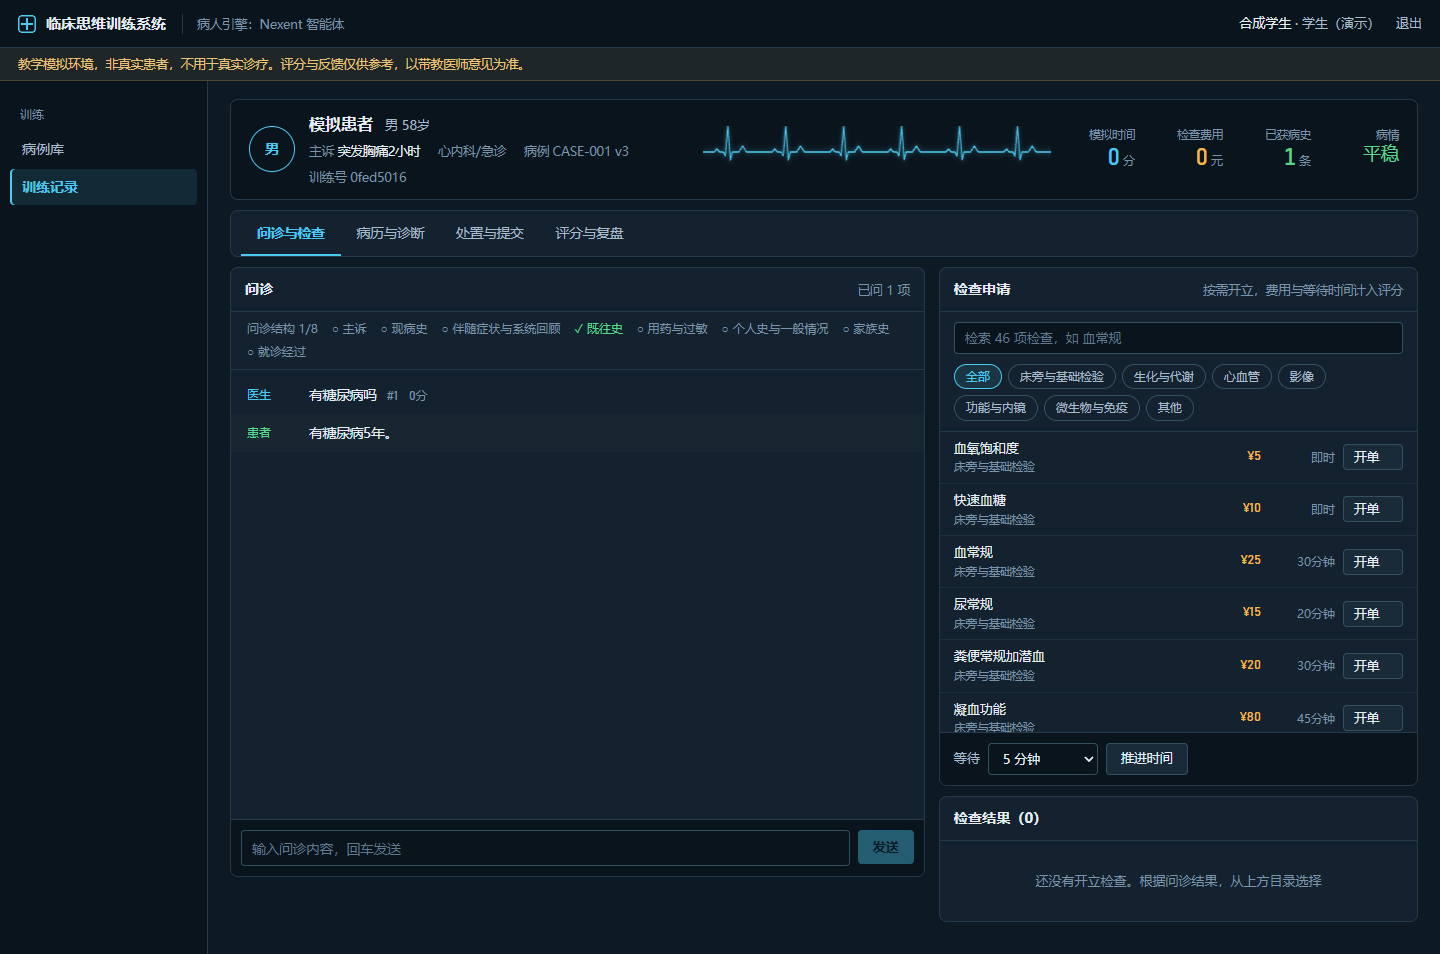 临床思维训练系统 病人引擎：Nexent 智能体 合成学生 · 学生（演示） 退出
教学模拟环境，非真实患者，不用于真实诊疗。评分与反馈仅供参考，以带教医师意见为准。
训练
病例库
训练记录
男
模拟患者 男 58岁
主诉 突发胸痛2小时 心内科/急诊 病例 CASE-001 v3
训练号 0fed5016
模拟时间
0 分
检查费用
0 元
已获病史
1 条
病情
平稳
问诊与检查 病历与诊断 处置与提交 评分与复盘
问诊 已问 1 项
问诊结构 1/8 ○ 主诉 ○ 现病史 ○ 伴随症状与系统回顾 ✓ 既往史 ○ 用药与过敏 ○ 个人史与一般情况 ○ 家族史
○ 就诊经过
医生 有糖尿病吗 #1 0分
患者 有糖尿病5年。
输入问诊内容，回车发送 发送
检查申请 按需开立，费用与等待时间计入评分
检索 46 项检查，如 血常规
全部 床旁与基础检验 生化与代谢 心血管 影像
功能与内镜 微生物与免疫 其他
血氧饱和度 ¥5 即时 开单
床旁与基础检验
快速血糖 ¥10 即时 开单
床旁与基础检验
血常规 ¥25 30分钟 开单
床旁与基础检验
尿常规 ¥15 20分钟 开单
床旁与基础检验
粪便常规加潜血 ¥20 30分钟 开单
床旁与基础检验
凝血功能 ¥80 45分钟 开单
床旁与基础检验
等待 5 分钟 推进时间
检查结果（0）
还没有开立检查。根据问诊结果，从上方目录选择